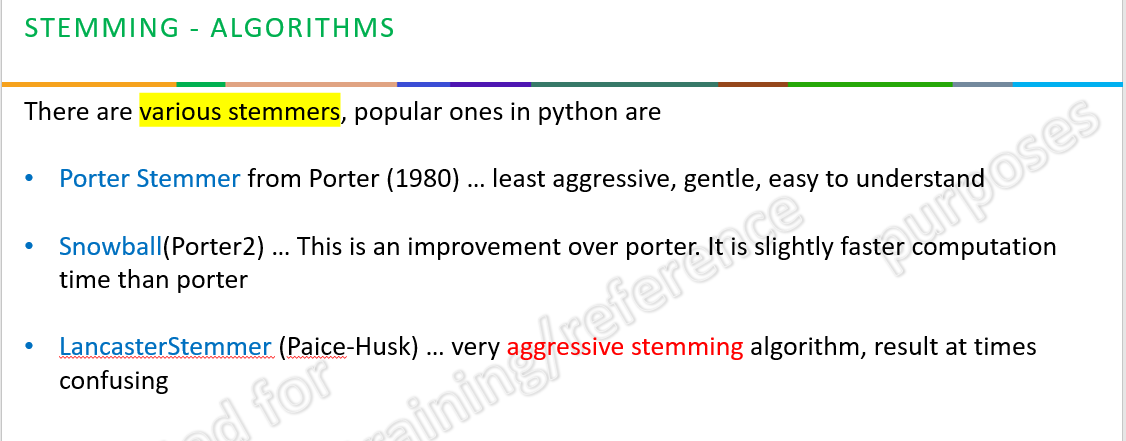 STEMMING - ALGORITHMS
There are various stemmers, popular ones in python are
• Porter Stemmer from Porter (1980) … least aggressive, gentle, easy to understand
• Snowball(Porter2) … This is an improvement over porter. It is slightly faster computation
time than porter
• LancasterStemmer (Paice-Husk) … very aggressive stemming algorithm, result at times
confusing
for
training/reference
purposes